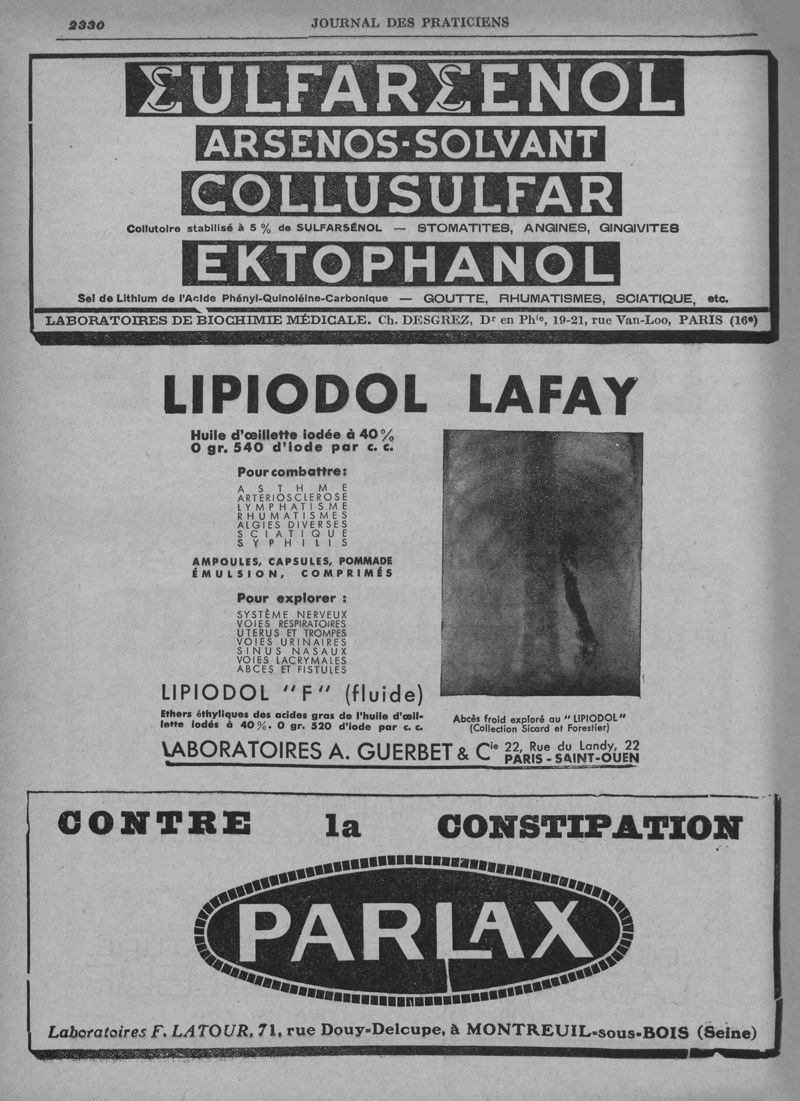 2330
JOURNAL DES PRATICIENS
ΣULFARΣENOL
ARSENOS-SOLVANT
COLLUSULFAR
Collutoire stabilisé à 5 % de SULFARSÉNOL — STOMATITES, ANGINES, GINGIVITES
EKTOPHANOL
Sel de Lithium de l'Acide Phényl-Quinoléine-Carbonique — GOUTTE, RHUMATISMES, SCIATIQUE, etc.
LABORATOIRES DE BIOCHIMIE MÉDICALE. Ch. DESGREZ, Dr en Phie, 19-21, rue Van-Loo, PARIS (16e)
LIPIODOL LAFAY
Huile d'œillette iodée à 40 %
0 gr. 540 d'iode par c. c.
Pour combattre:
ASTHME
ARTÉRIOSCLEROSE
LYMPHATISME
RHUMATISMES
ALGIES DIVERSES
SCIATIQUE
SYPHILIS
AMPOULES, CAPSULES, POMMADE
ÉMULSION, COMPRIMÉS
Pour explorer :
SYSTÈME NERVEUX
VOIES RESPIRATOIRES
UTERUS ET TROMPES
VOIES URINAIRES
SINUS NASAUX
VOIES LACRYMALES
ABCES ET FISTULES
LIPIODOL "F" (fluide)
Ethers éthyliques des acides gras de l'huile d'œil-
lette iodés à 40 %. 0 gr. 520 d'iode par c. c.
Abcès froid exploré au "LIPIODOL"
(Collection Sicard et Forestier)
LABORATOIRES A. GUERBET & Cie 22, Rue du Landy, 22
PARIS - SAINT-OUEN
CONTRE la CONSTIPATION
PARLAX
Laboratoires F. LATOUR, 71, rue Douy-Delcupe, à MONTREUIL-sous-BOIS (Seine)